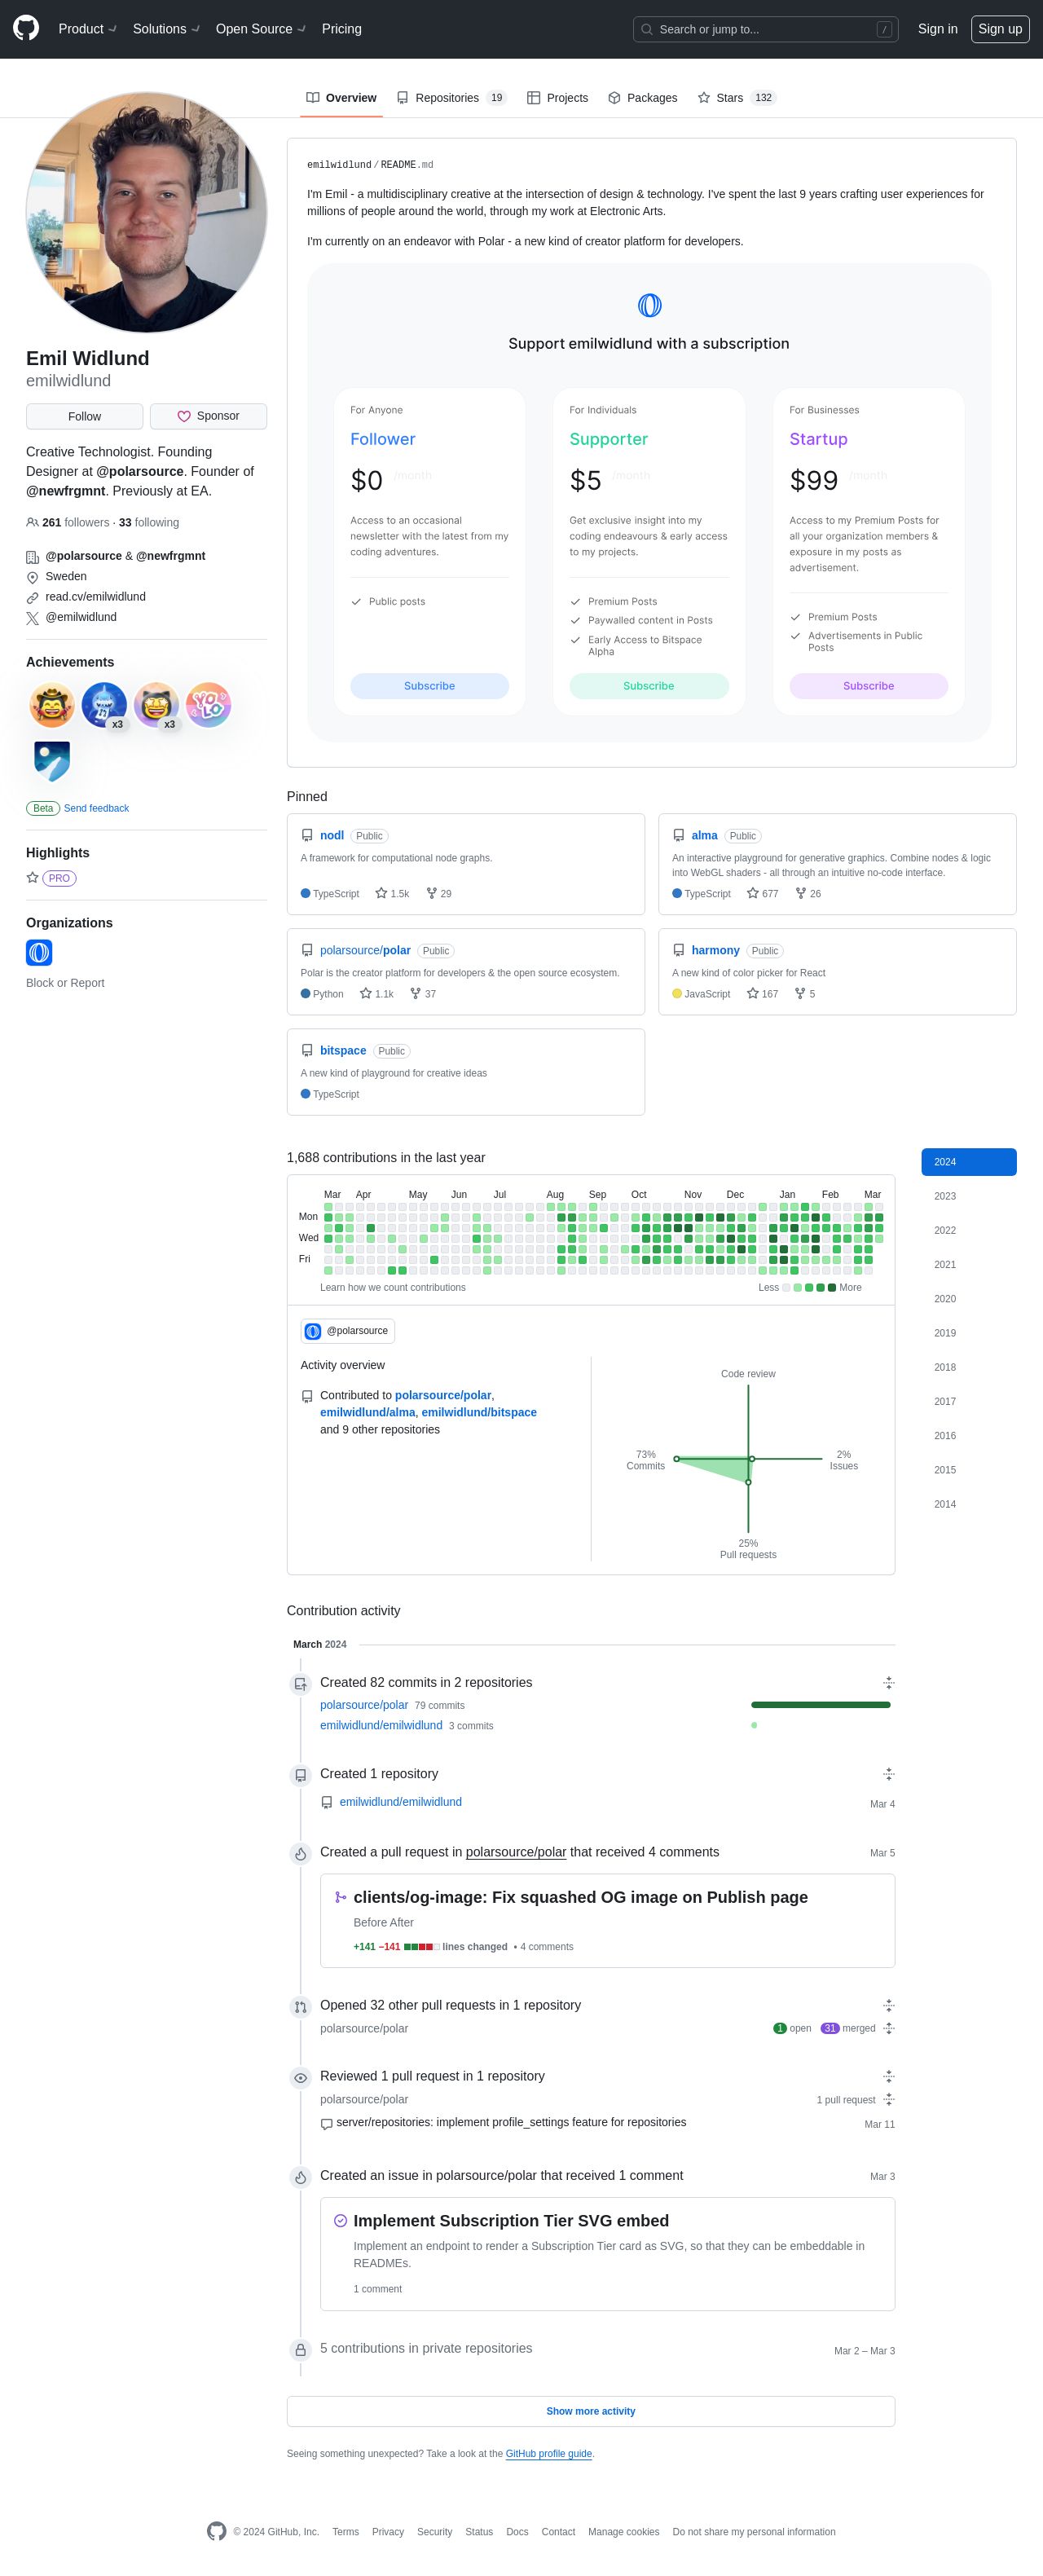 Product
Solutions
Open Source
Pricing
Search or jump to...
/
Sign in
Sign up
Overview
Repositories 19
Projects
Packages
Stars 132
Emil Widlund
emilwidlund
Follow
Sponsor
Creative Technologist. Founding
Designer at @polarsource. Founder of
@newfrgmnt. Previously at EA.
261 followers · 33 following
@polarsource & @newfrgmnt
Sweden
read.cv/emilwidlund
@emilwidlund
Achievements
x3
x3
YOLO
Beta Send feedback
Highlights
PRO
Organizations
Block or Report
emilwidlund/README.md
I'm Emil - a multidisciplinary creative at the intersection of design & technology. I've spent the last 9 years crafting user experiences for
millions of people around the world, through my work at Electronic Arts.
I'm currently on an endeavor with Polar - a new kind of creator platform for developers.
Support emilwidlund with a subscription
For Anyone
Follower
$0 /month
Access to an occasional
newsletter with the latest from my
coding adventures.
Public posts
Subscribe
For Individuals
Supporter
$5 /month
Get exclusive insight into my
coding endeavours & early access
to my projects.
Premium Posts
Paywalled content in Posts
Early Access to Bitspace
Alpha
Subscribe
For Businesses
Startup
$99 /month
Access to my Premium Posts for
all your organization members &
exposure in my posts as
advertisement.
Premium Posts
Advertisements in Public
Posts
Subscribe
Pinned
nodl Public
A framework for computational node graphs.
TypeScript 1.5k 29
alma Public
An interactive playground for generative graphics. Combine nodes & logic
into WebGL shaders - all through an intuitive no-code interface.
TypeScript 677 26
polarsource/polar Public
Polar is the creator platform for developers & the open source ecosystem.
Python 1.1k 37
harmony Public
A new kind of color picker for React
JavaScript 167 5
bitspace Public
A new kind of playground for creative ideas
TypeScript
1,688 contributions in the last year
Mar Apr May Jun Jul Aug Sep Oct Nov Dec Jan Feb Mar
Mon
Wed
Fri
Learn how we count contributions
Less More
@polarsource
Activity overview
Contributed to polarsource/polar,
emilwidlund/alma, emilwidlund/bitspace
and 9 other repositories
Code review
73%
Commits
2%
Issues
25%
Pull requests
2024
2023
2022
2021
2020
2019
2018
2017
2016
2015
2014
Contribution activity
March 2024
Created 82 commits in 2 repositories
polarsource/polar 79 commits
emilwidlund/emilwidlund 3 commits
Created 1 repository
emilwidlund/emilwidlund Mar 4
Created a pull request in polarsource/polar that received 4 comments Mar 5
clients/og-image: Fix squashed OG image on Publish page
Before After
+141 −141 lines changed • 4 comments
Opened 32 other pull requests in 1 repository
polarsource/polar 1 open 31 merged
Reviewed 1 pull request in 1 repository
polarsource/polar 1 pull request
server/repositories: implement profile_settings feature for repositories Mar 11
Created an issue in polarsource/polar that received 1 comment Mar 3
Implement Subscription Tier SVG embed
Implement an endpoint to render a Subscription Tier card as SVG, so that they can be embeddable in
READMEs.
1 comment
5 contributions in private repositories Mar 2 – Mar 3
Show more activity
Seeing something unexpected? Take a look at the GitHub profile guide.
© 2024 GitHub, Inc. Terms Privacy Security Status Docs Contact Manage cookies Do not share my personal information